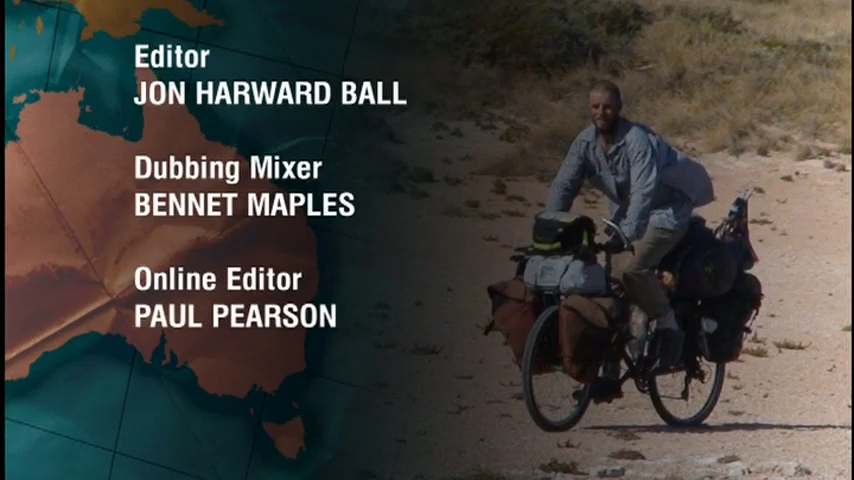 Editor
JON HARWARD BALL
Dubbing Mixer
BENNET MAPLES
Online Editor
PAUL PEARSON